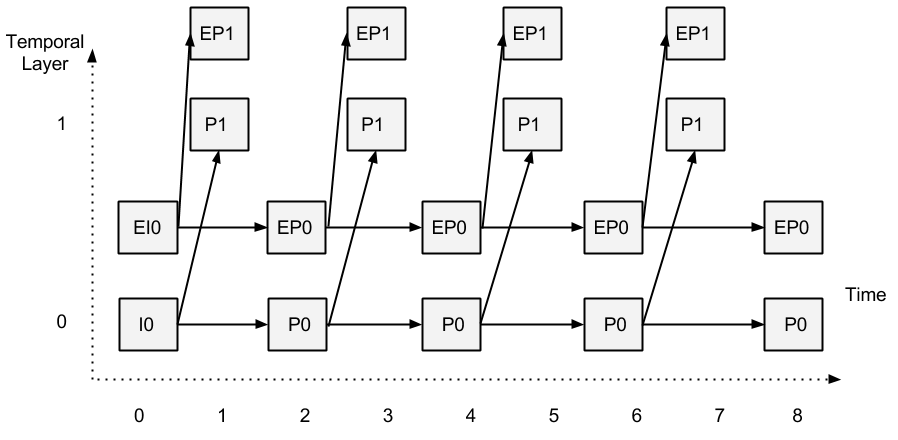 EP1 EP1 EP1 EP1
Temporal
Layer
1 P1 P1 P1 P1
EI0 EP0 EP0 EP0 EP0
Time
0 I0 P0 P0 P0 P0
0 1 2 3 4 5 6 7 8